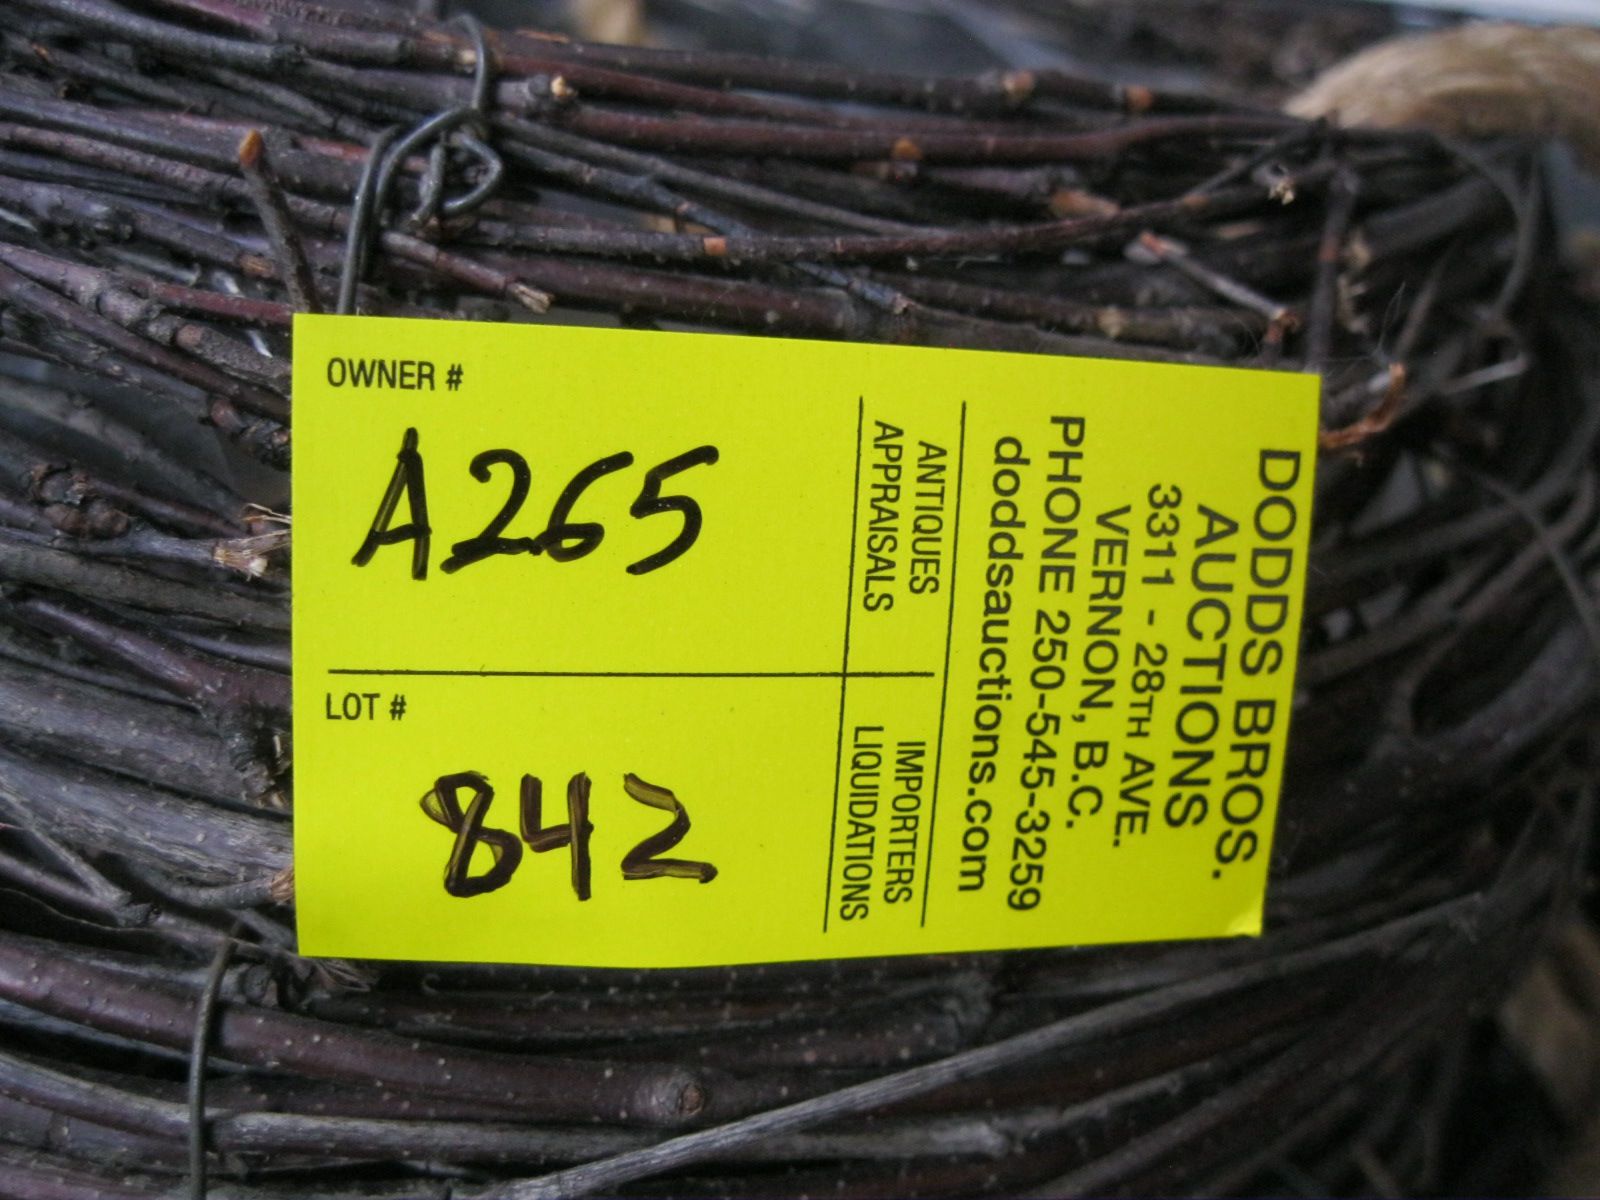 OWNER #
A265
LOT #
842
DODDS BROS.
AUCTIONS
3311 - 28TH AVE.
VERNON, B.C.
PHONE 250-545-3259
doddsauctions.com
ANTIQUES
APPRAISALS
IMPORTERS
LIQUIDATIONS